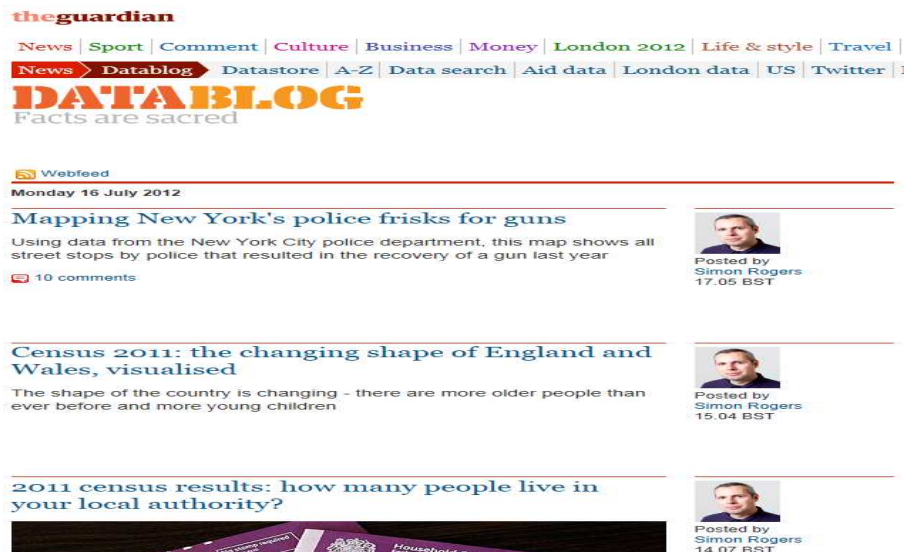 theguardian
News Sport Comment Culture Business Money London 2012 Life & style Travel
News Datablog Datastore A-Z Data search Aid data London data US Twitter
DATABLOG
Facts are sacred
Webfeed
Monday 16 July 2012
Mapping New York's police frisks for guns
Using data from the New York City police department, this map shows all
street stops by police that resulted in the recovery of a gun last year
10 comments
Posted by
Simon Rogers
17.05 BST
Census 2011: the changing shape of England and
Wales, visualised
The shape of the country is changing - there are more older people than
ever before and more young children
Posted by
Simon Rogers
15.04 BST
2011 census results: how many people live in
your local authority?
Household
Posted by
Simon Rogers
14.07 BST